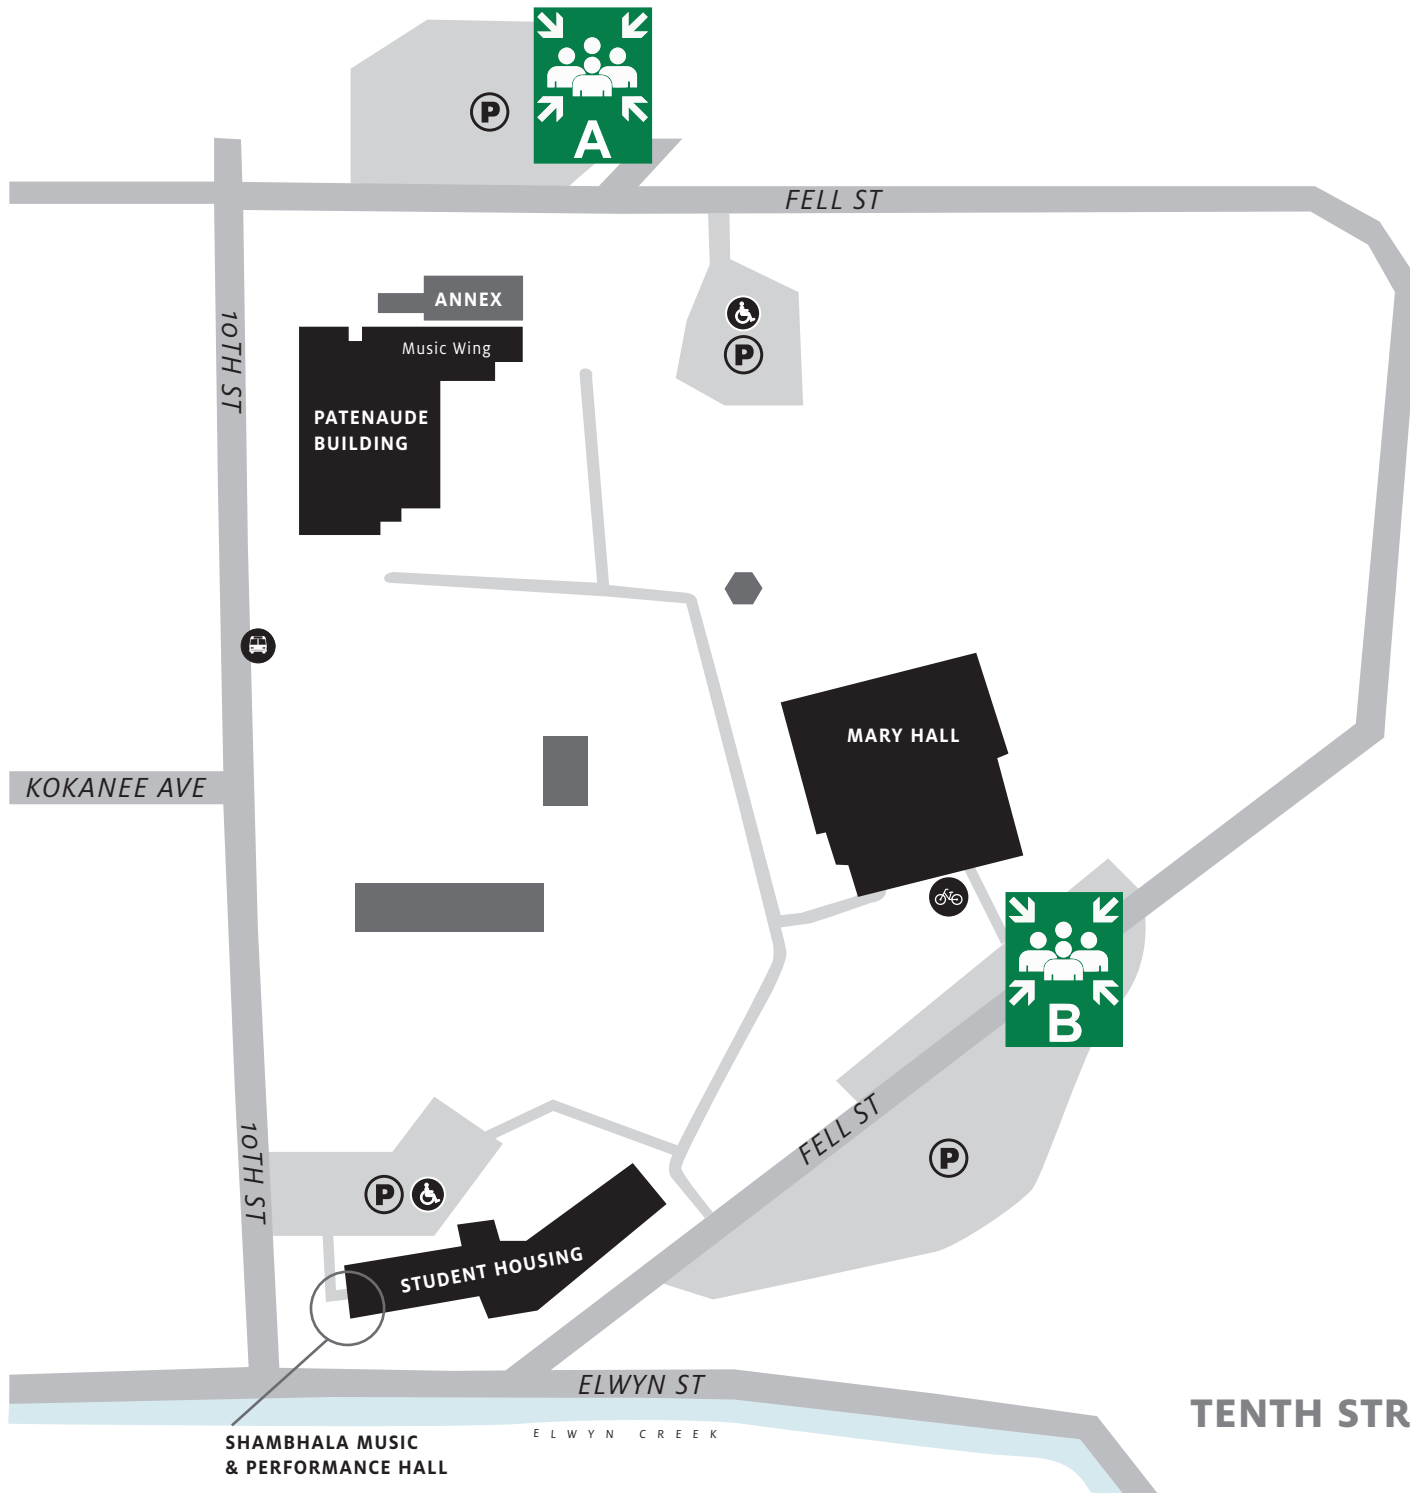 P
A
FELL ST
ANNEX
10TH ST
Music Wing
P
PATENAUDE
BUILDING
MARY HALL
KOKANEE AVE
B
FELL ST
10TH ST
P
P
STUDENT HOUSING
ELWYN ST
TENTH STR
ELWYN CREEK
SHAMBHALA MUSIC
& PERFORMANCE HALL